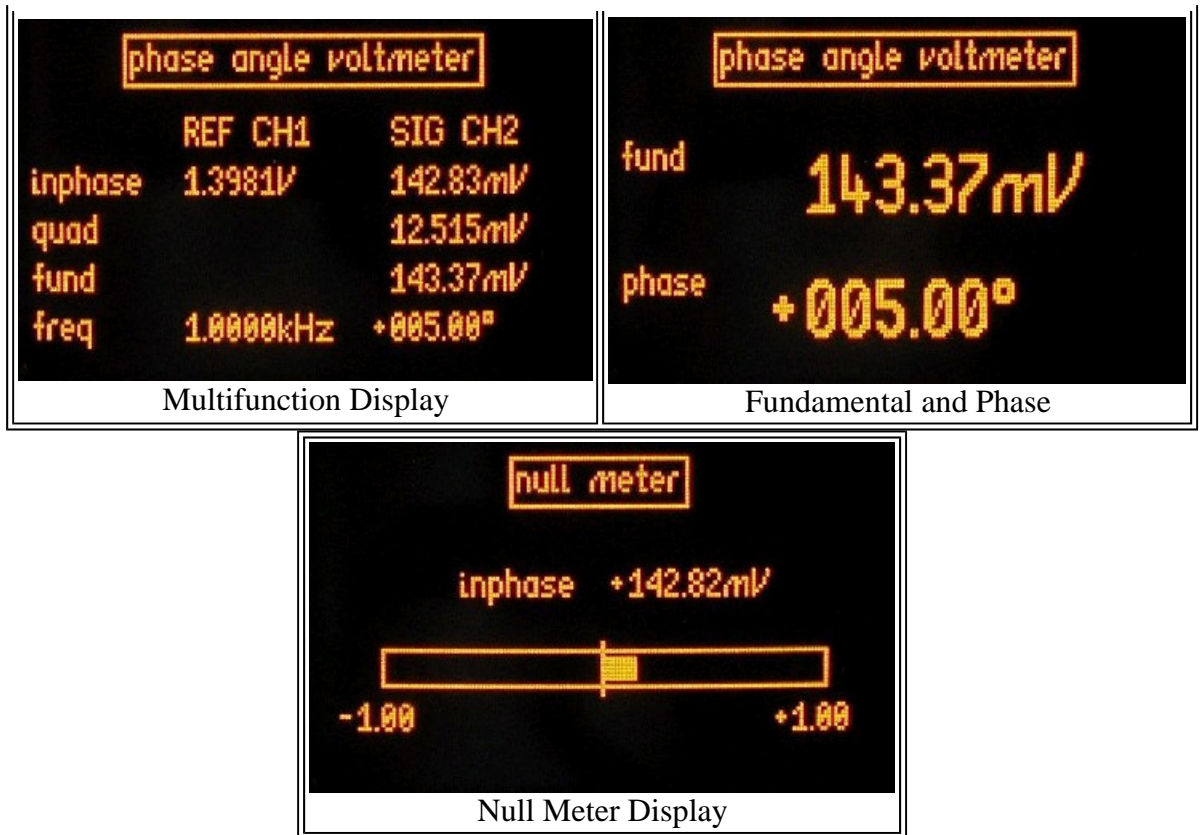 phase angle voltmeter
REF CH1 SIG CH2
inphase 1.3981V 142.83mV
quad 12.515mV
fund 143.37mV
freq 1.0000kHz +005.00°
Multifunction Display
phase angle voltmeter
fund 143.37mV
phase +005.00°
Fundamental and Phase
null meter
inphase +142.82mV
-1.00 +1.00
Null Meter Display